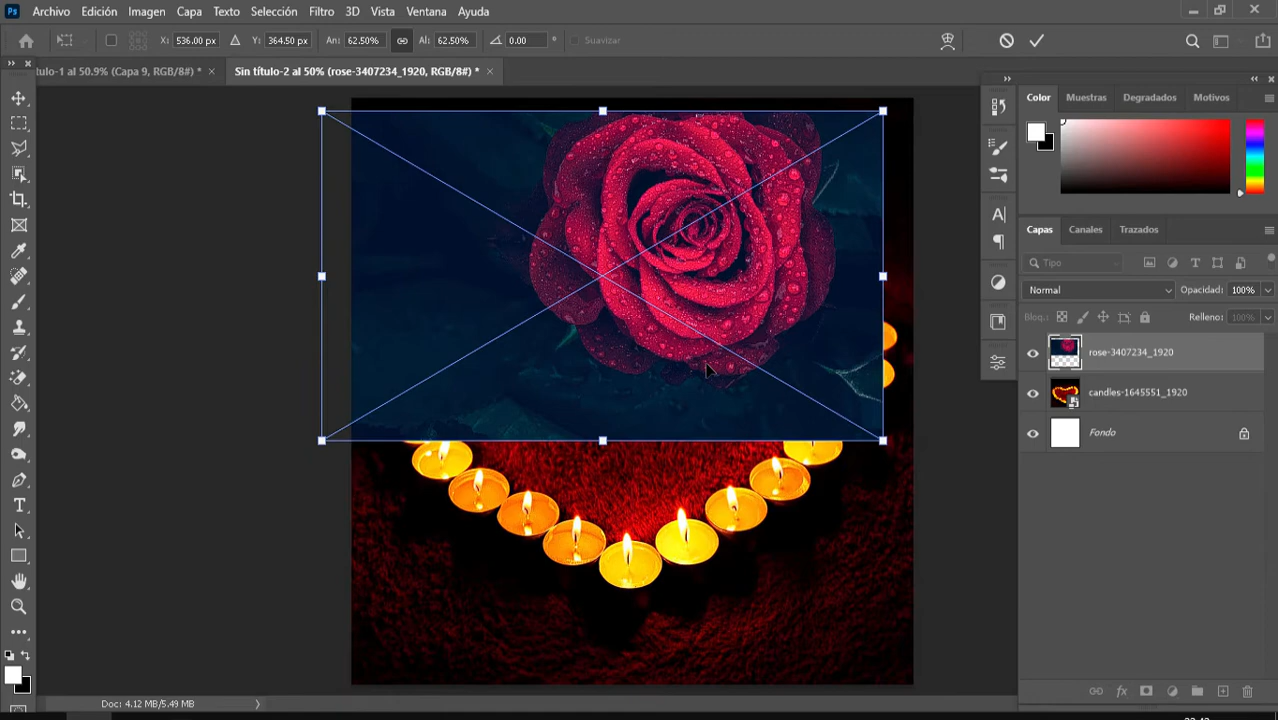 Ps Archivo Edición Imagen Capa Texto Selección Filtro 3D Vista Ventana Ayuda
X: 536.00 px Y: 364.50 px An: 62.50% Al: 62.50% 0.00 ° Suavizar
tulo-1 al 50.9% (Capa 9, RGB/8#) * × Sin título-2 al 50% (rose-3407234_1920, RGB/8#) * ×
Color Muestras Degradados Motivos
Capas Canales Trazados
Tipo
Normal Opacidad: 100%
Bloq.: Relleno: 100%
rose-3407234_1920
candles-1645551_1920
Fondo
Doc: 4.12 MB/5.49 MB